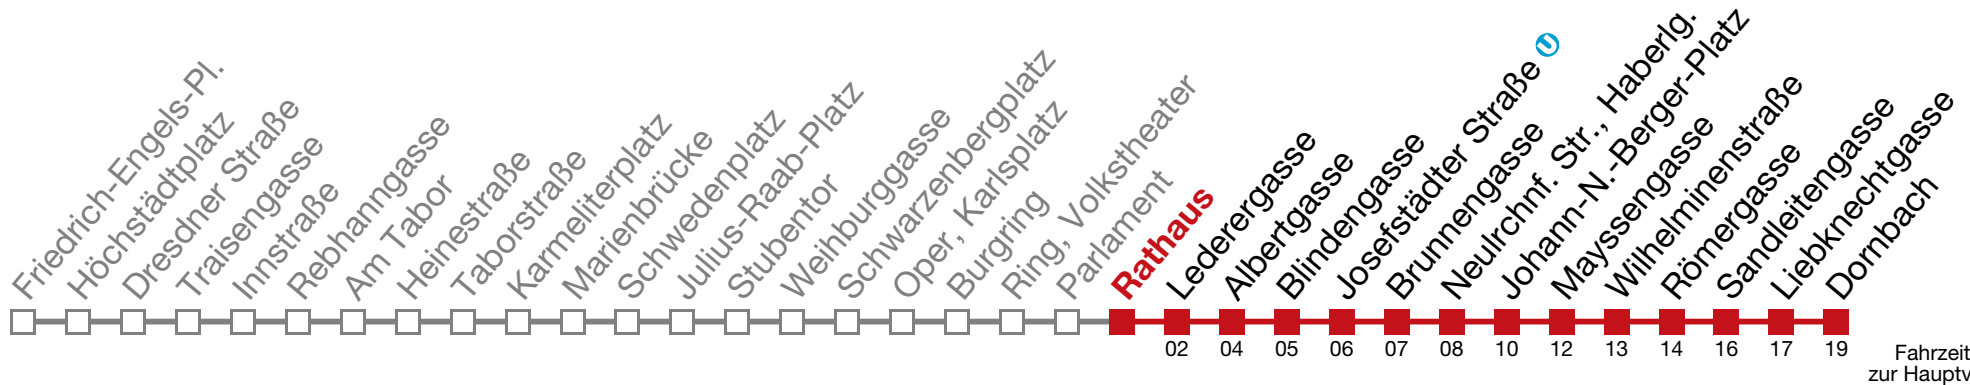 Friedrich-Engels-Pl.
Höchstädtplatz
Dresdner Straße
Traisengasse
Innstraße
Rebhanngasse
Am Tabor
Heinestraße
Taborstraße
Karmeliterplatz
Marienbrücke
Schwedenplatz
Julius-Raab-Platz
Stubentor
Weihburggasse
Schwarzenbergplatz
Oper, Karlsplatz
Burgring
Ring, Volkstheater
Parlament
Rathaus
Lederergasse
Albertgasse
Blindengasse
Josefstädter Straße U
Brunnengasse
Neulrchnf. Str., Haberlg.
Johann-N.-Berger-Platz
Mayssengasse
Wilhelminenstraße
Römergasse
Sandleitengasse
Liebknechtgasse
Dornbach
02 04 05 06 07 08 10 12 13 14 16 17 19
Fahrzeit
zur Hauptv